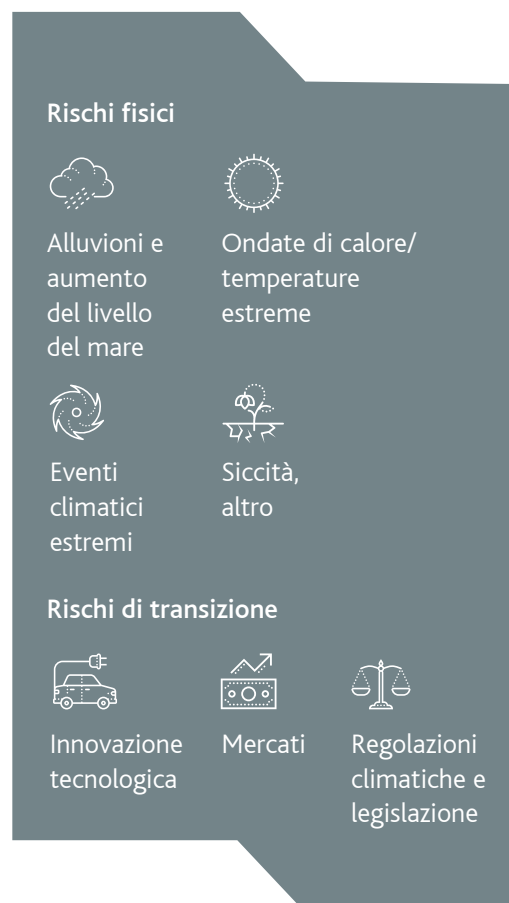 Rischi fisici
Alluvioni e
aumento
del livello
del mare
Ondate di calore/
temperature
estreme
Eventi
climatici
estremi
Siccità,
altro
Rischi di transizione
Innovazione
tecnologica
Mercati
Regolazioni
climatiche e
legislazione